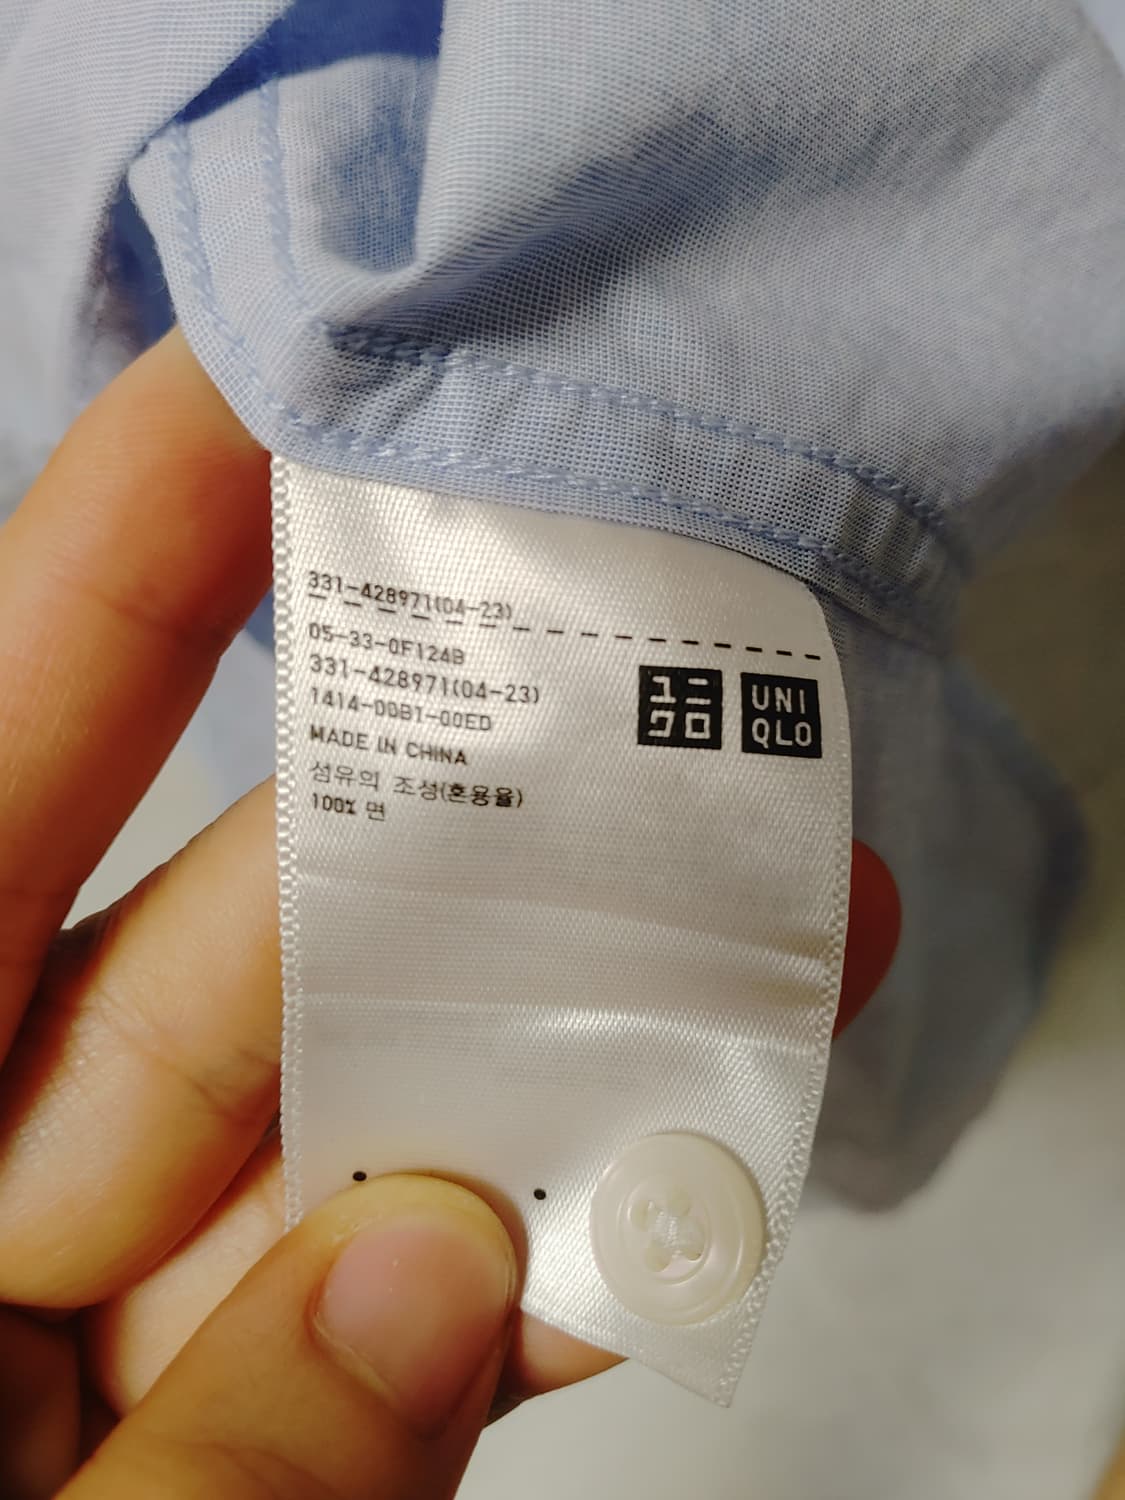 331-428971(04-23)
05-33-0F124B
331-428971(04-23)
1414-00B1-00ED
MADE IN CHINA
섬유의 조성(혼용율)
100% 면
ユニ
クロ
UNI
QLO